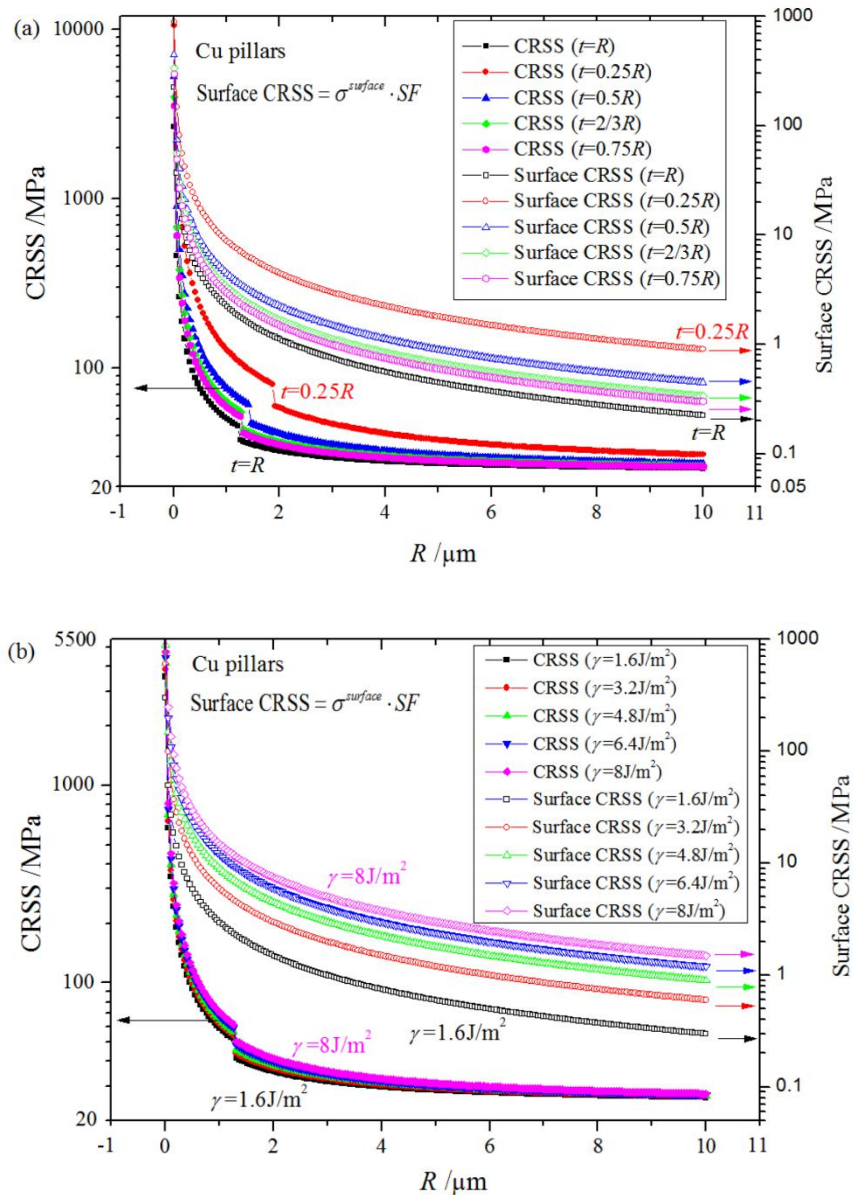 (a)
Cu pillars
Surface CRSS = σ^surface · SF
CRSS (t=R)
CRSS (t=0.25R)
CRSS (t=0.5R)
CRSS (t=2/3R)
CRSS (t=0.75R)
Surface CRSS (t=R)
Surface CRSS (t=0.25R)
Surface CRSS (t=0.5R)
Surface CRSS (t=2/3R)
Surface CRSS (t=0.75R)
10000
1000
100
20
CRSS /MPa
1000
100
10
1
0.1
0.05
Surface CRSS /MPa
t=0.25R
t=R
t=0.25R
t=R
-1 0 2 4 6 8 10 11
R /µm
(b)
Cu pillars
Surface CRSS = σ^surface · SF
CRSS (γ=1.6J/m²)
CRSS (γ=3.2J/m²)
CRSS (γ=4.8J/m²)
CRSS (γ=6.4J/m²)
CRSS (γ=8J/m²)
Surface CRSS (γ=1.6J/m²)
Surface CRSS (γ=3.2J/m²)
Surface CRSS (γ=4.8J/m²)
Surface CRSS (γ=6.4J/m²)
Surface CRSS (γ=8J/m²)
5500
1000
100
20
CRSS /MPa
1000
100
10
1
0.1
Surface CRSS /MPa
γ=8J/m²
γ=1.6J/m²
γ=8J/m²
γ=1.6J/m²
-1 0 2 4 6 8 10 11
R /µm